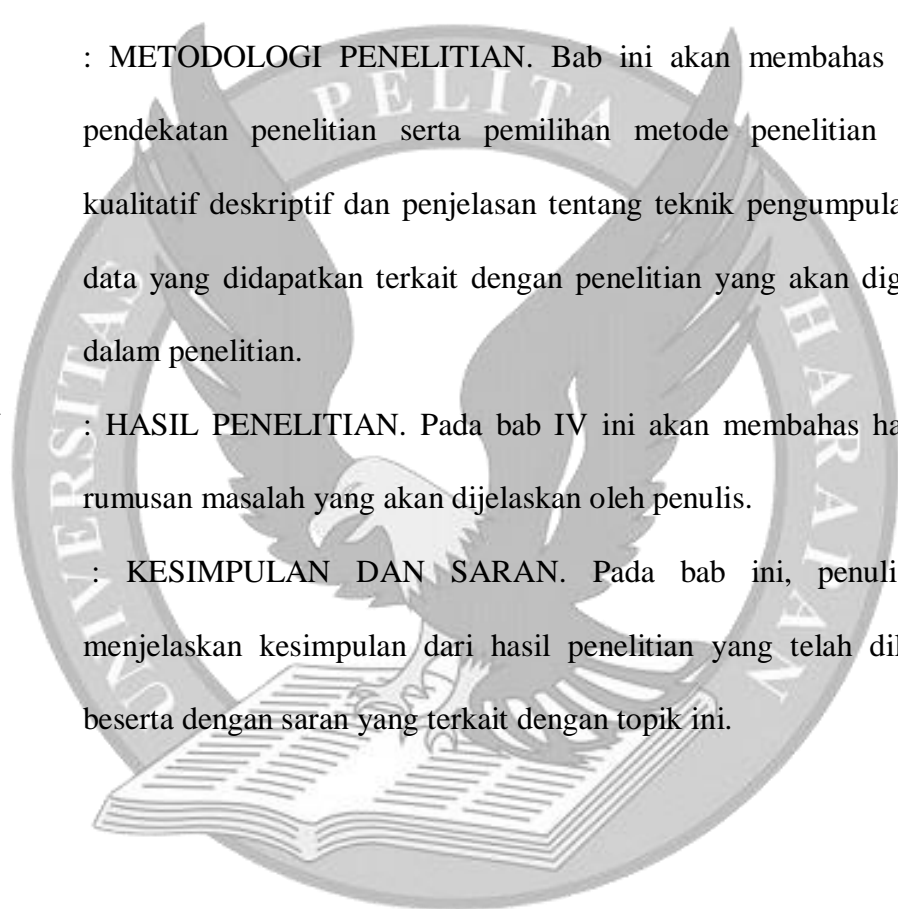 : METODOLOGI PENELITIAN. Bab ini akan membahas
pendekatan penelitian serta pemilihan metode penelitian
kualitatif deskriptif dan penjelasan tentang teknik pengumpula
data yang didapatkan terkait dengan penelitian yang akan dig
dalam penelitian.
: HASIL PENELITIAN. Pada bab IV ini akan membahas ha
rumusan masalah yang akan dijelaskan oleh penulis.
: KESIMPULAN DAN SARAN. Pada bab ini, penuli
menjelaskan kesimpulan dari hasil penelitian yang telah dil
beserta dengan saran yang terkait dengan topik ini.
UNIVERSITAS PELITA HARAPAN